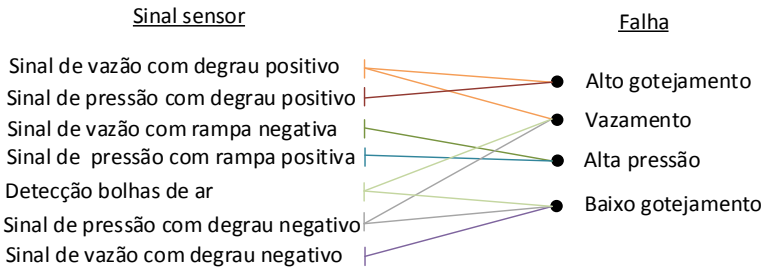 Sinal sensor
Falha
Sinal de vazão com degrau positivo
Sinal de pressão com degrau positivo
Sinal de vazão com rampa negativa
Sinal de pressão com rampa positiva
Detecção bolhas de ar
Sinal de pressão com degrau negativo
Sinal de vazão com degrau negativo
Alto gotejamento
Vazamento
Alta pressão
Baixo gotejamento